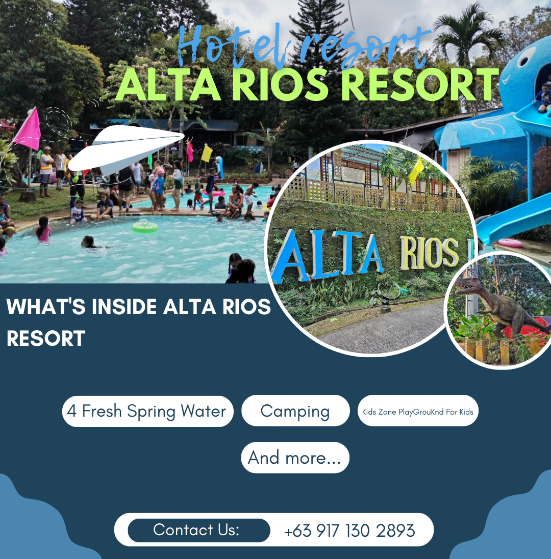 Hotel resort
ALTA RIOS RESORT
ALTA RIOS
WHAT'S INSIDE ALTA RIOS
RESORT
4 Fresh Spring Water
Camping
Kids Zone PlayGrouKnd For Kids
And more...
Contact Us:
+63 917 130 2893